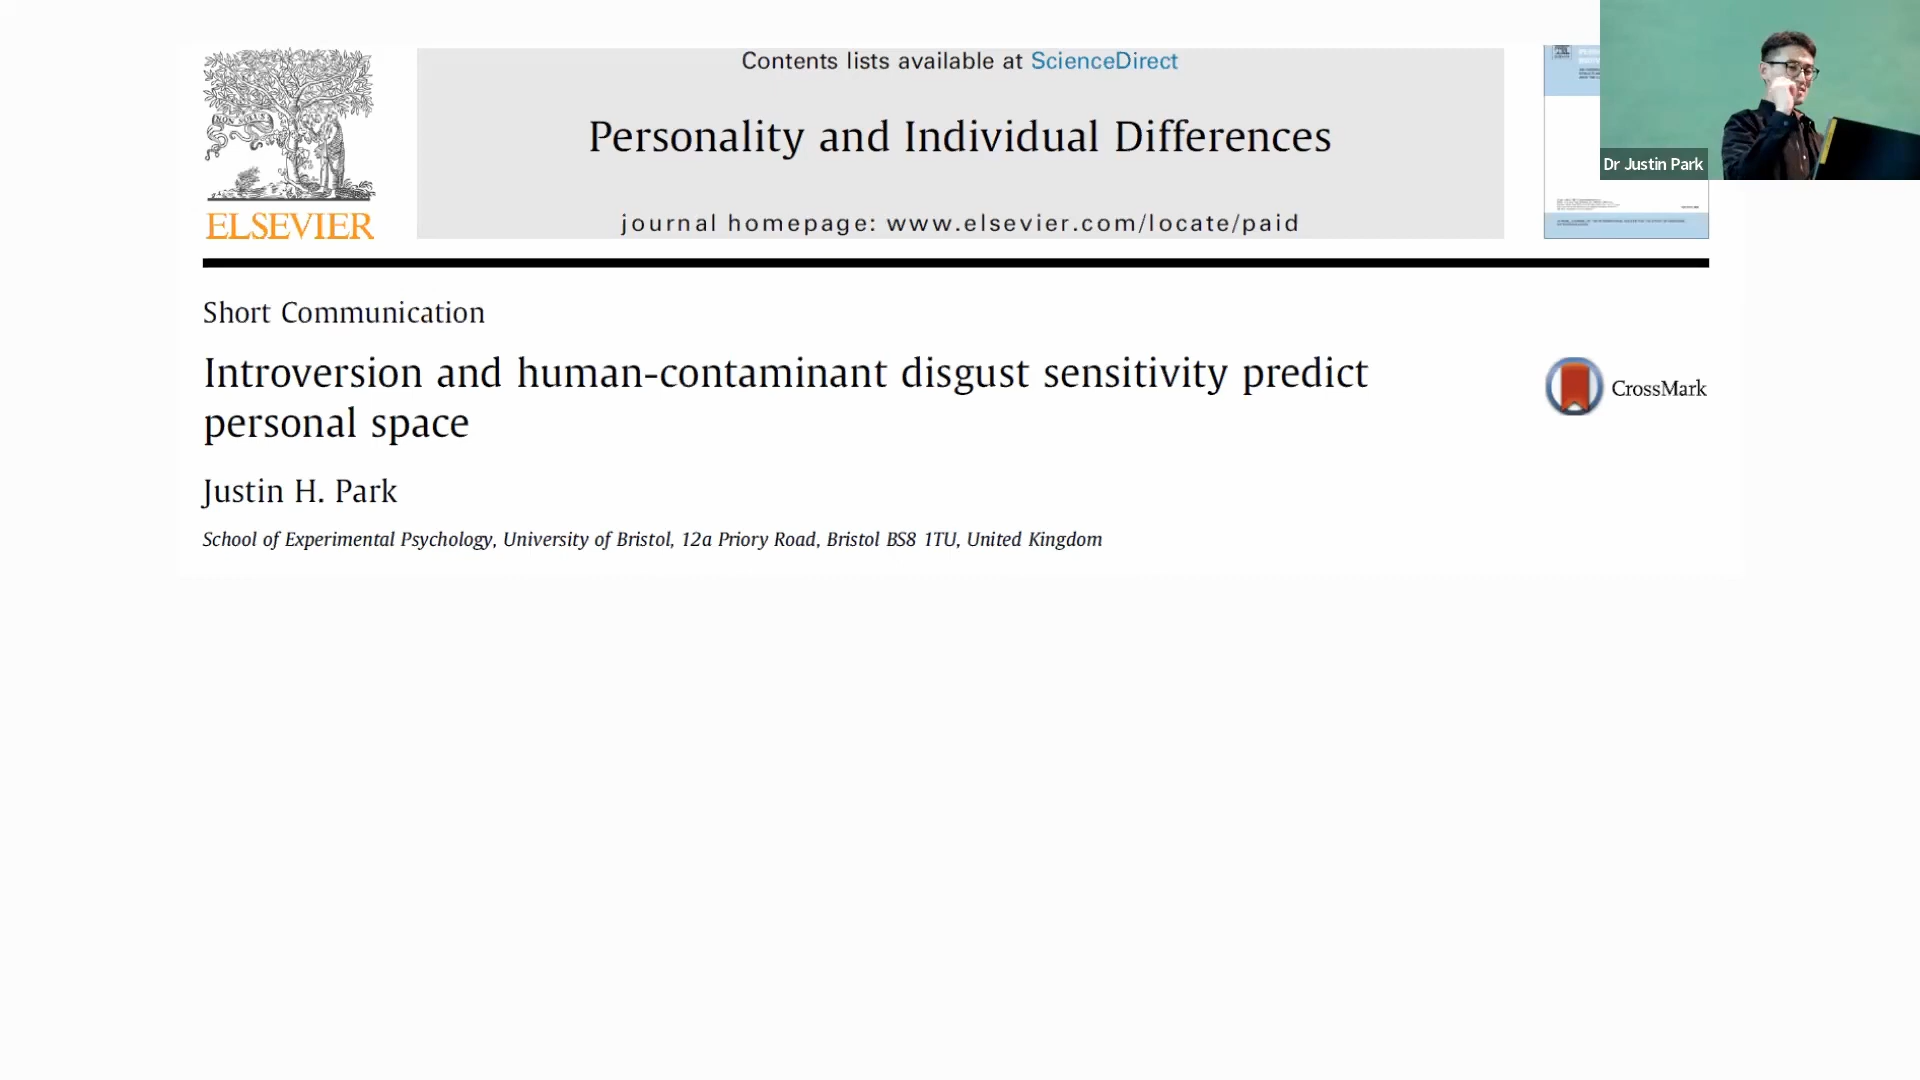 Contents lists available at ScienceDirect
Personality and Individual Differences
journal homepage: www.elsevier.com/locate/paid
ELSEVIER
Dr Justin Park
Short Communication
Introversion and human-contaminant disgust sensitivity predict
personal space
CrossMark
Justin H. Park
School of Experimental Psychology, University of Bristol, 12a Priory Road, Bristol BS8 1TU, United Kingdom